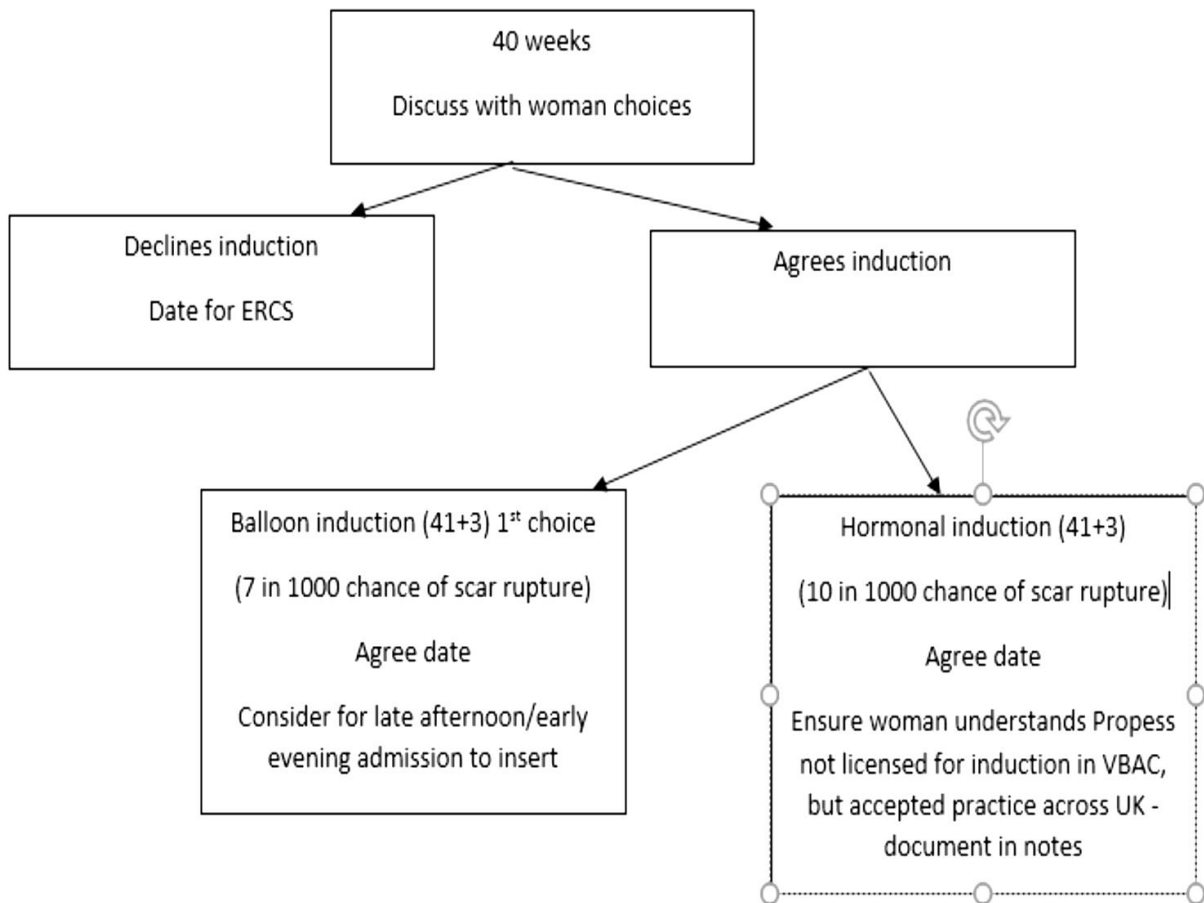 40 weeks
Discuss with woman choices
Declines induction
Date for ERCS
Agrees induction
Balloon induction (41+3) 1st choice
(7 in 1000 chance of scar rupture)
Agree date
Consider for late afternoon/early
evening admission to insert
Hormonal induction (41+3)
(10 in 1000 chance of scar rupture)
Agree date
Ensure woman understands Propess
not licensed for induction in VBAC,
but accepted practice across UK -
document in notes